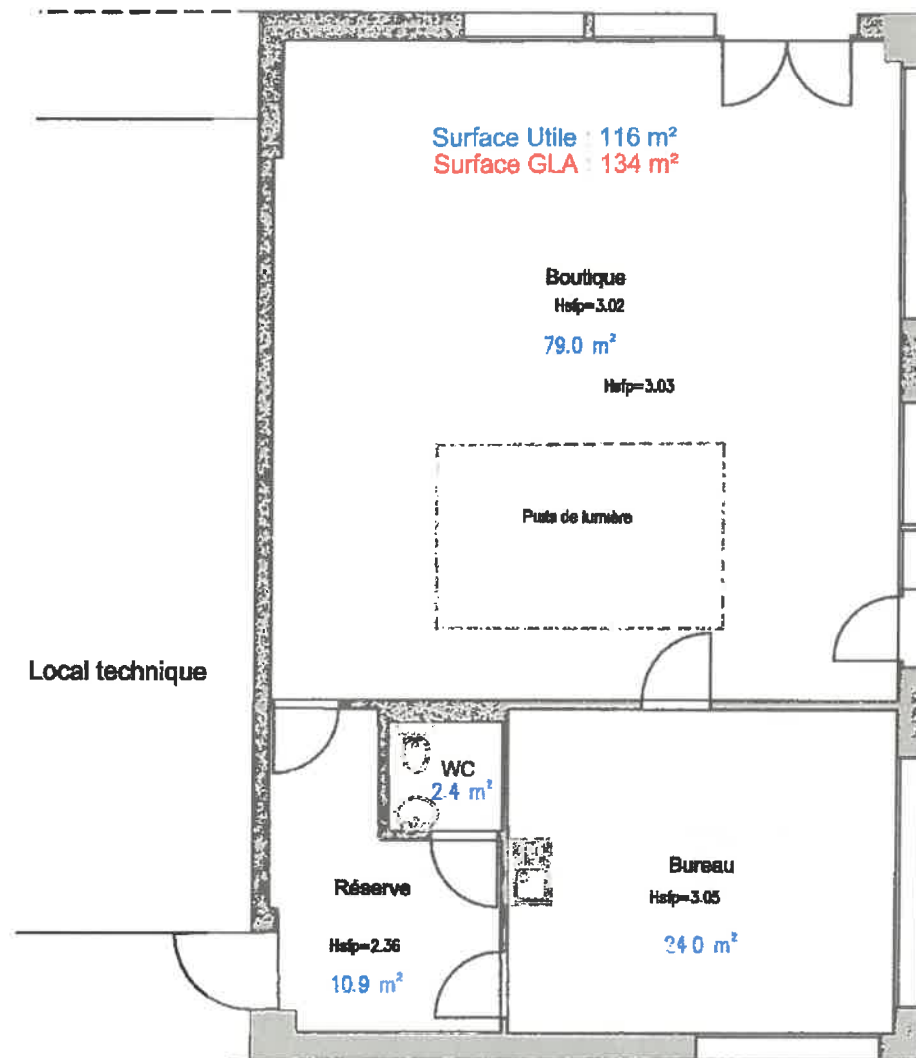 Surface Utile : 116 m²
Surface GLA : 134 m²
Boutique
Hsfp=3.02
79.0 m²
Hsfp=3.03
Puits de lumière
Local technique
WC
2.4 m²
Réserve
Hsfp=2.36
10.9 m²
Bureau
Hsfp=3.05
24.0 m²